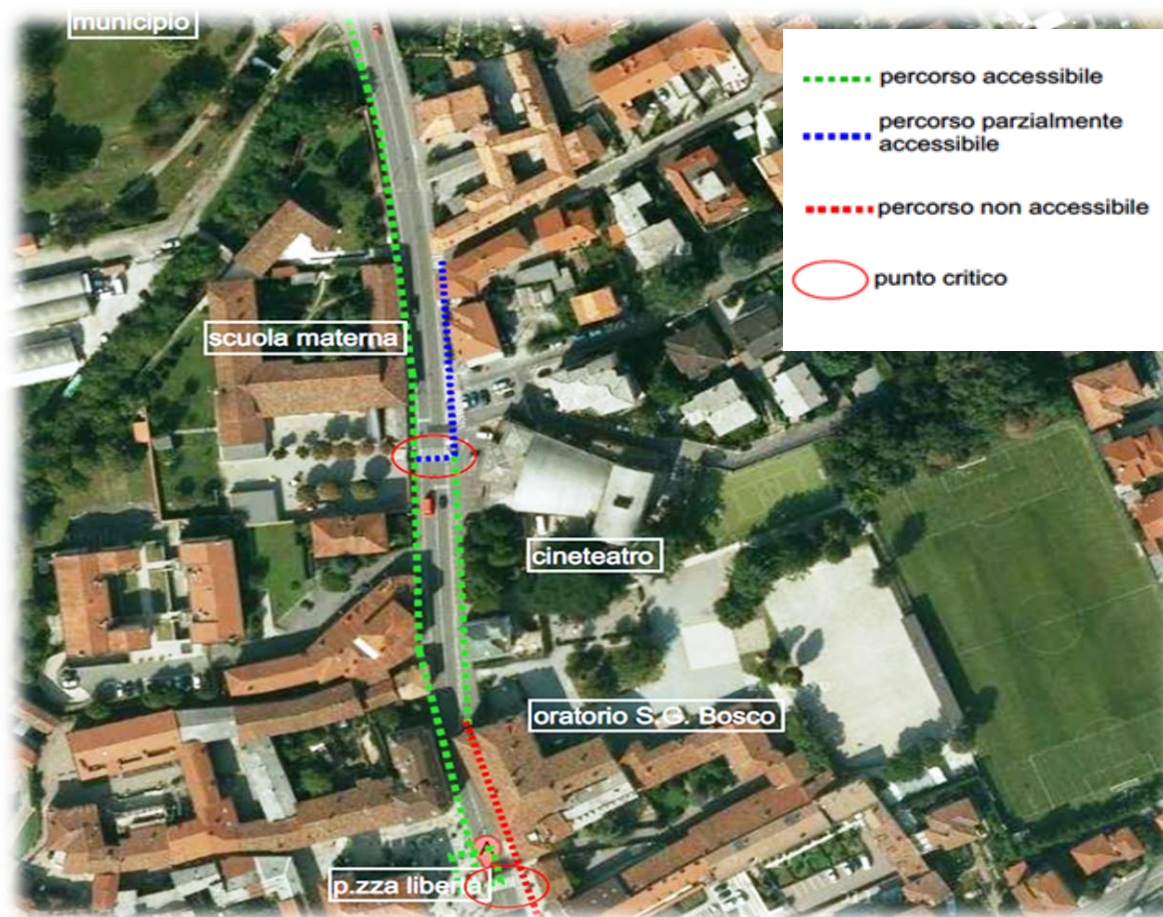 municipio
percorso accessibile
percorso parzialmente
accessibile
percorso non accessibile
punto critico
scuola materna
cineteatro
oratorio S.G. Bosco
p.zza libertà